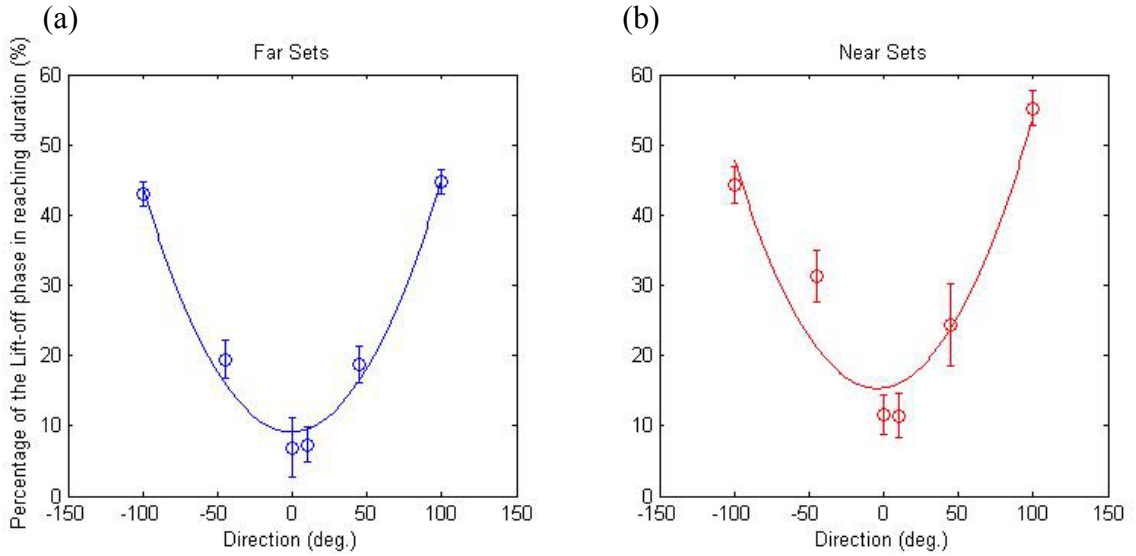 (a)
Far Sets
Percentage of the Lift-off phase in reaching duration (%)
60
50
40
30
20
10
0
-150 -100 -50 0 50 100 150
Direction (deg.)
(b)
Near Sets
60
50
40
30
20
10
0
-150 -100 -50 0 50 100 150
Direction (deg.)